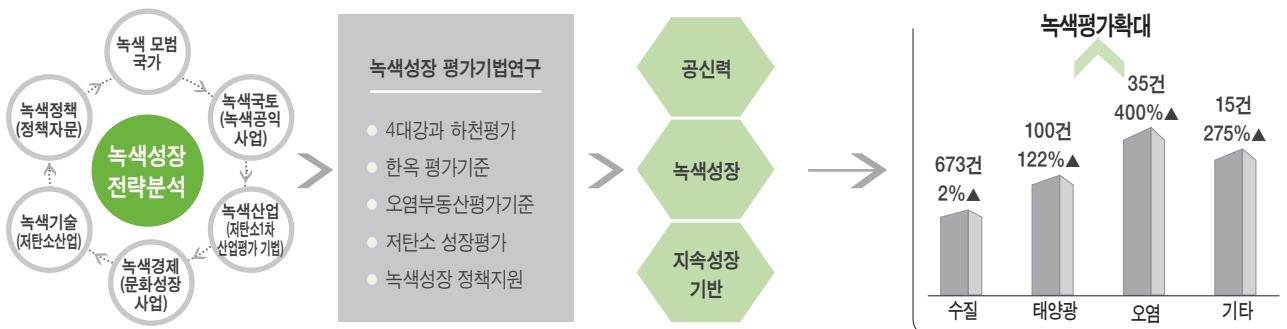 녹색 모범
국가
녹색국토
(녹색공익
사업)
녹색산업
(저탄소1차
산업평가 기법)
녹색경제
(문화성장
사업)
녹색기술
(저탄소산업)
녹색정책
(정책자문)
녹색성장
전략분석
녹색성장 평가기법연구
4대강과 하천평가
한옥 평가기준
오염부동산평가기준
저탄소 성장평가
녹색성장 정책지원
공신력
녹색성장
지속성장
기반
녹색평가확대
673건
2%▲
100건
122%▲
35건
400%▲
15건
275%▲
수질
태양광
오염
기타